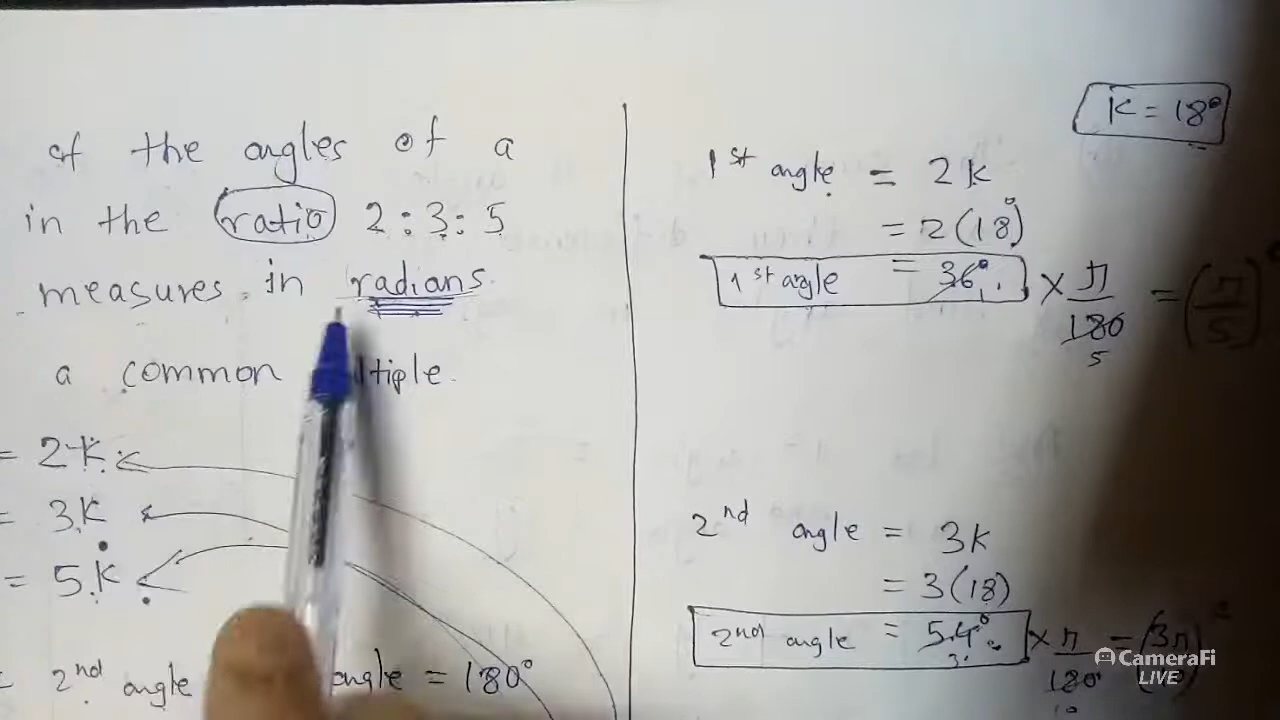 of the angles of a
in the ratio 2 : 3 : 5
measures in radians.
a common
= 2k
= 3k
= 5k
2nd angle angle = 180°
K = 18°
1st angle = 2k
= 2(18°)
1st angle = 36° × π/180 = (π/5)
5
2nd angle = 3k
= 3(18)
2nd angle = 54° × π/180 = (3π
3
10
CameraFi
LIVE